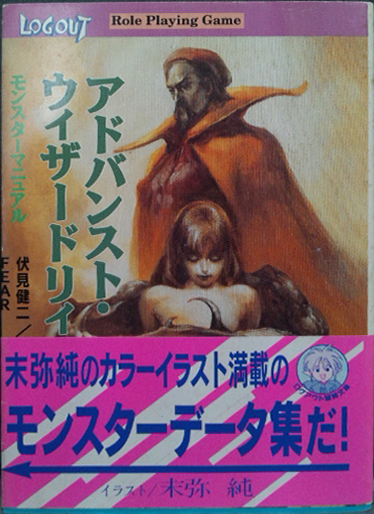 LOGOUT
Role Playing Game
アドバンスト・
ウィザードリィ
モンスターマニュアル
伏見健二／
FEAR
末弥純のカラーイラスト満載の
モンスターデータ集だ！
イラスト／末弥 純